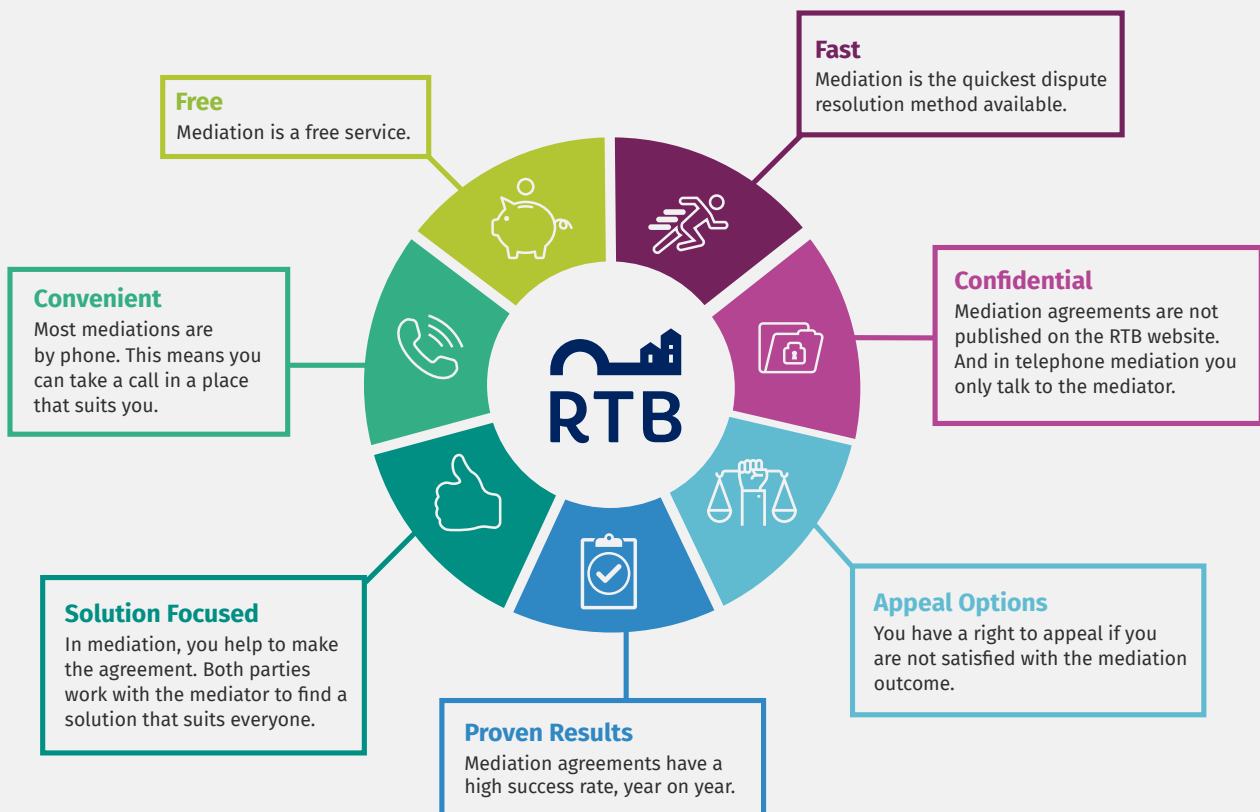 Fast
Mediation is the quickest dispute
resolution method available.
Free
Mediation is a free service.
Confidential
Mediation agreements are not
published on the RTB website.
And in telephone mediation you
only talk to the mediator.
Convenient
Most mediations are
by phone. This means you
can take a call in a place
that suits you.
RTB
Appeal Options
You have a right to appeal if you
are not satisfied with the mediation
outcome.
Solution Focused
In mediation, you help to make
the agreement. Both parties
work with the mediator to find a
solution that suits everyone.
Proven Results
Mediation agreements have a
high success rate, year on year.